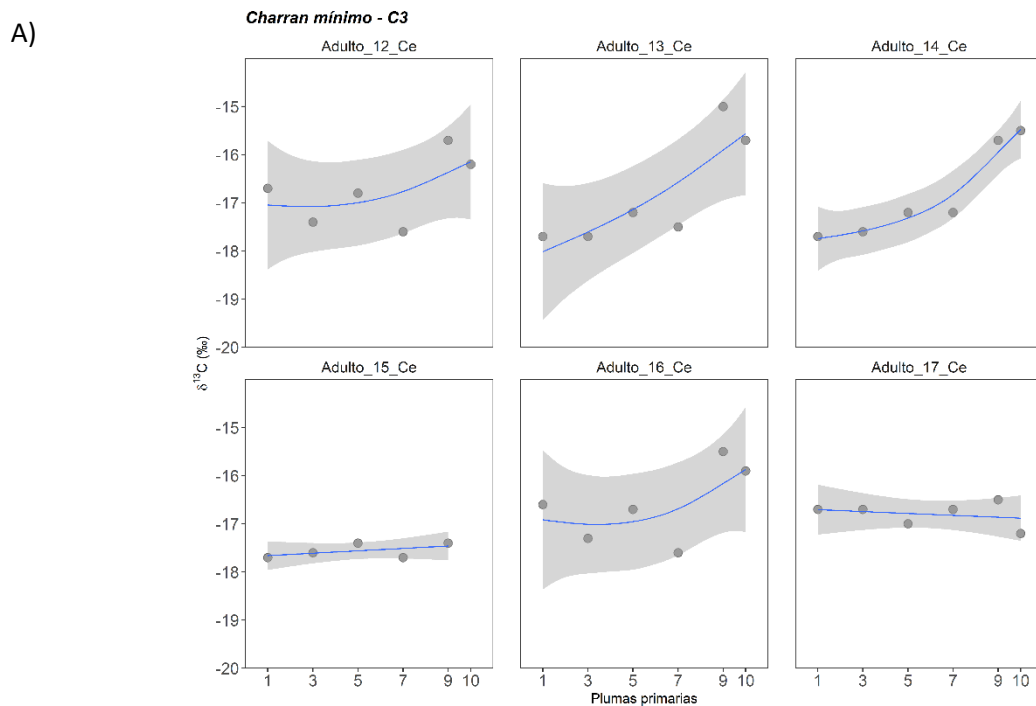 A)
Charran mínimo - C3
Adulto_12_Ce
Adulto_13_Ce
Adulto_14_Ce
-15
-16
-17
-18
-19
-20
Adulto_15_Ce
Adulto_16_Ce
Adulto_17_Ce
δ¹³C (‰)
-15
-16
-17
-18
-19
-20
1 3 5 7 9 10
1 3 5 7 9 10
1 3 5 7 9 10
Plumas primarias